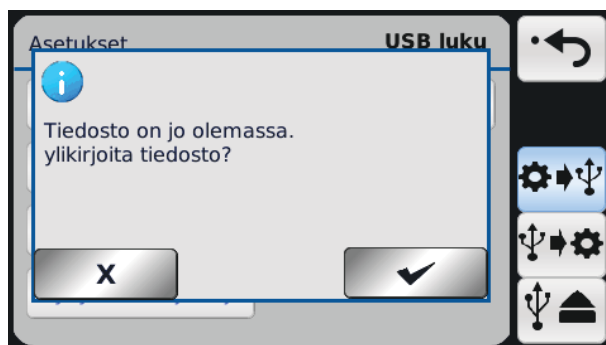 Asetukset
USB luku
Tiedosto on jo olemassa.
ylikirjoita tiedosto?
X